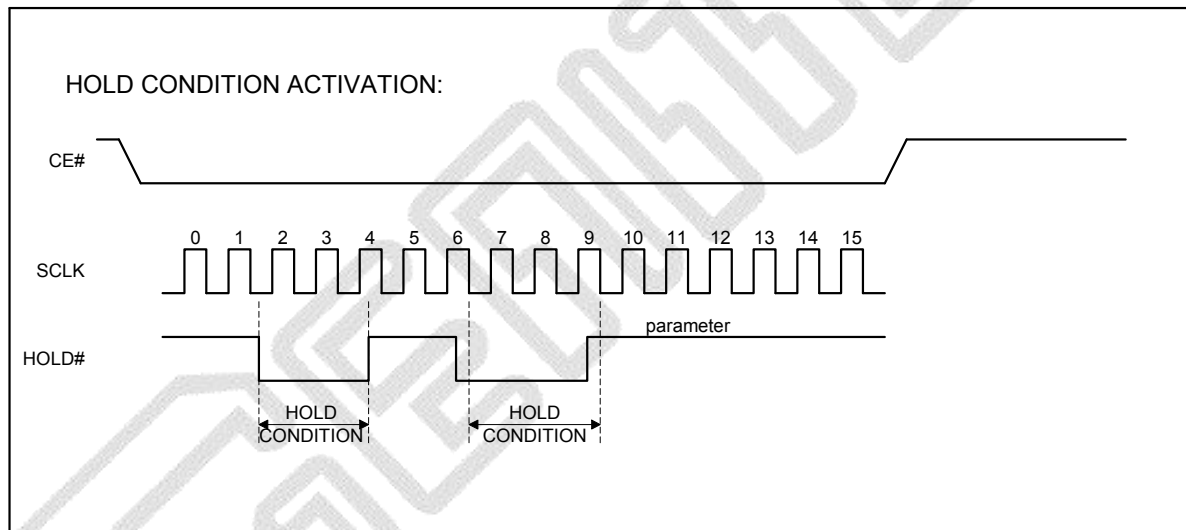 HOLD CONDITION ACTIVATION:
CE#
0 1 2 3 4 5 6 7 8 9 10 11 12 13 14 15
SCLK
parameter
HOLD#
HOLD HOLD
CONDITION CONDITION